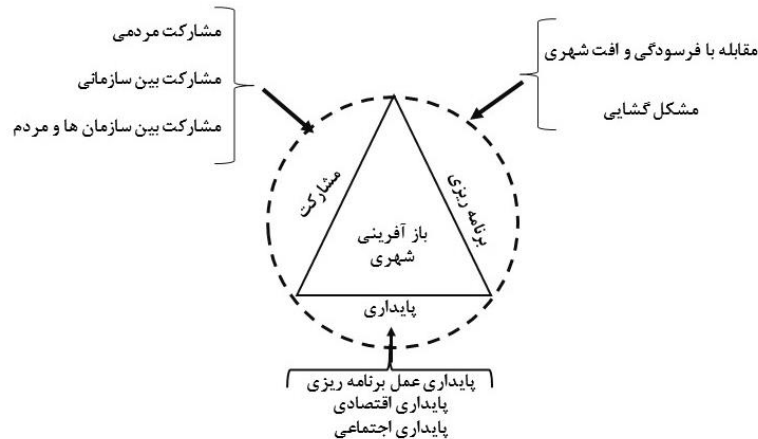 مشارکت مردمی
مشارکت بین سازمانی
مشارکت بین سازمان ها و مردم
مقابله با فرسودگی و افت شهری
مشکل گشایی
مشارکت
برنامه ریزی
باز آفرینی
شهری
پایداری
پایداری عمل برنامه ریزی
پایداری اقتصادی
پایداری اجتماعی